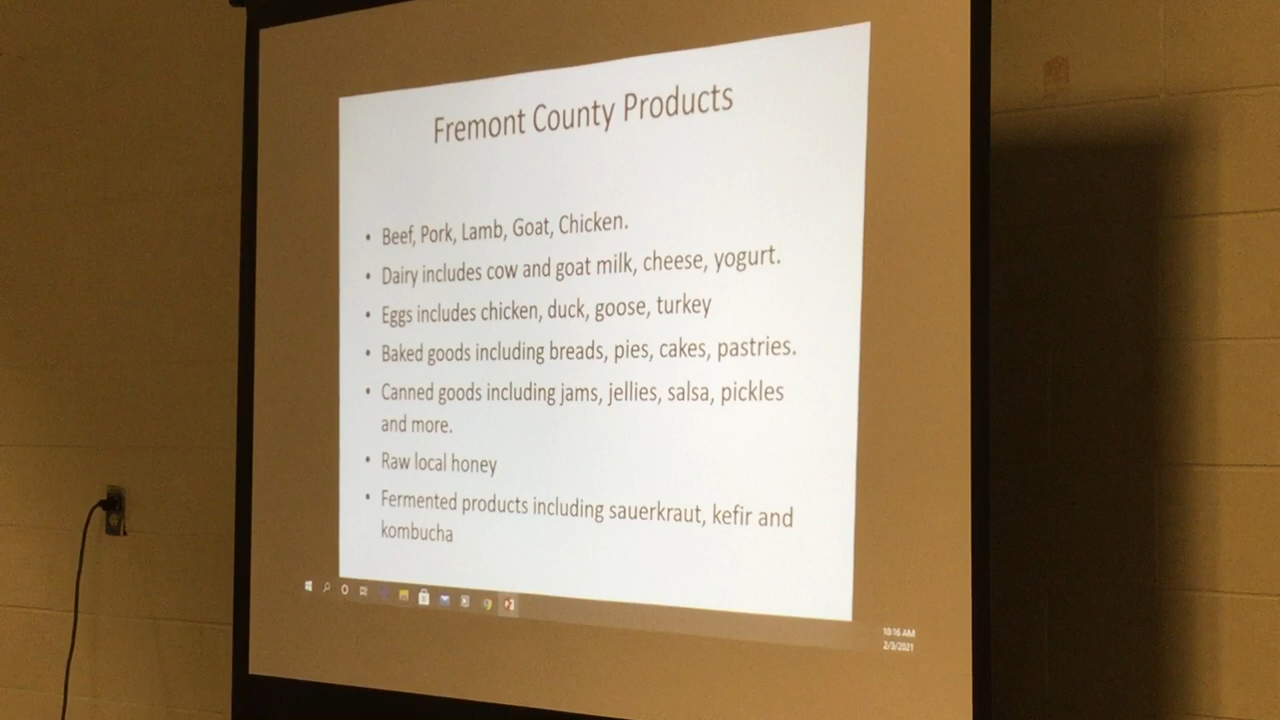 Fremont County Products
• Beef, Pork, Lamb, Goat, Chicken.
• Dairy includes cow and goat milk, cheese, yogurt.
• Eggs includes chicken, duck, goose, turkey
• Baked goods including breads, pies, cakes, pastries.
• Canned goods including jams, jellies, salsa, pickles
and more.
• Raw local honey
• Fermented products including sauerkraut, kefir and
kombucha
10:16 AM
2/3/2021